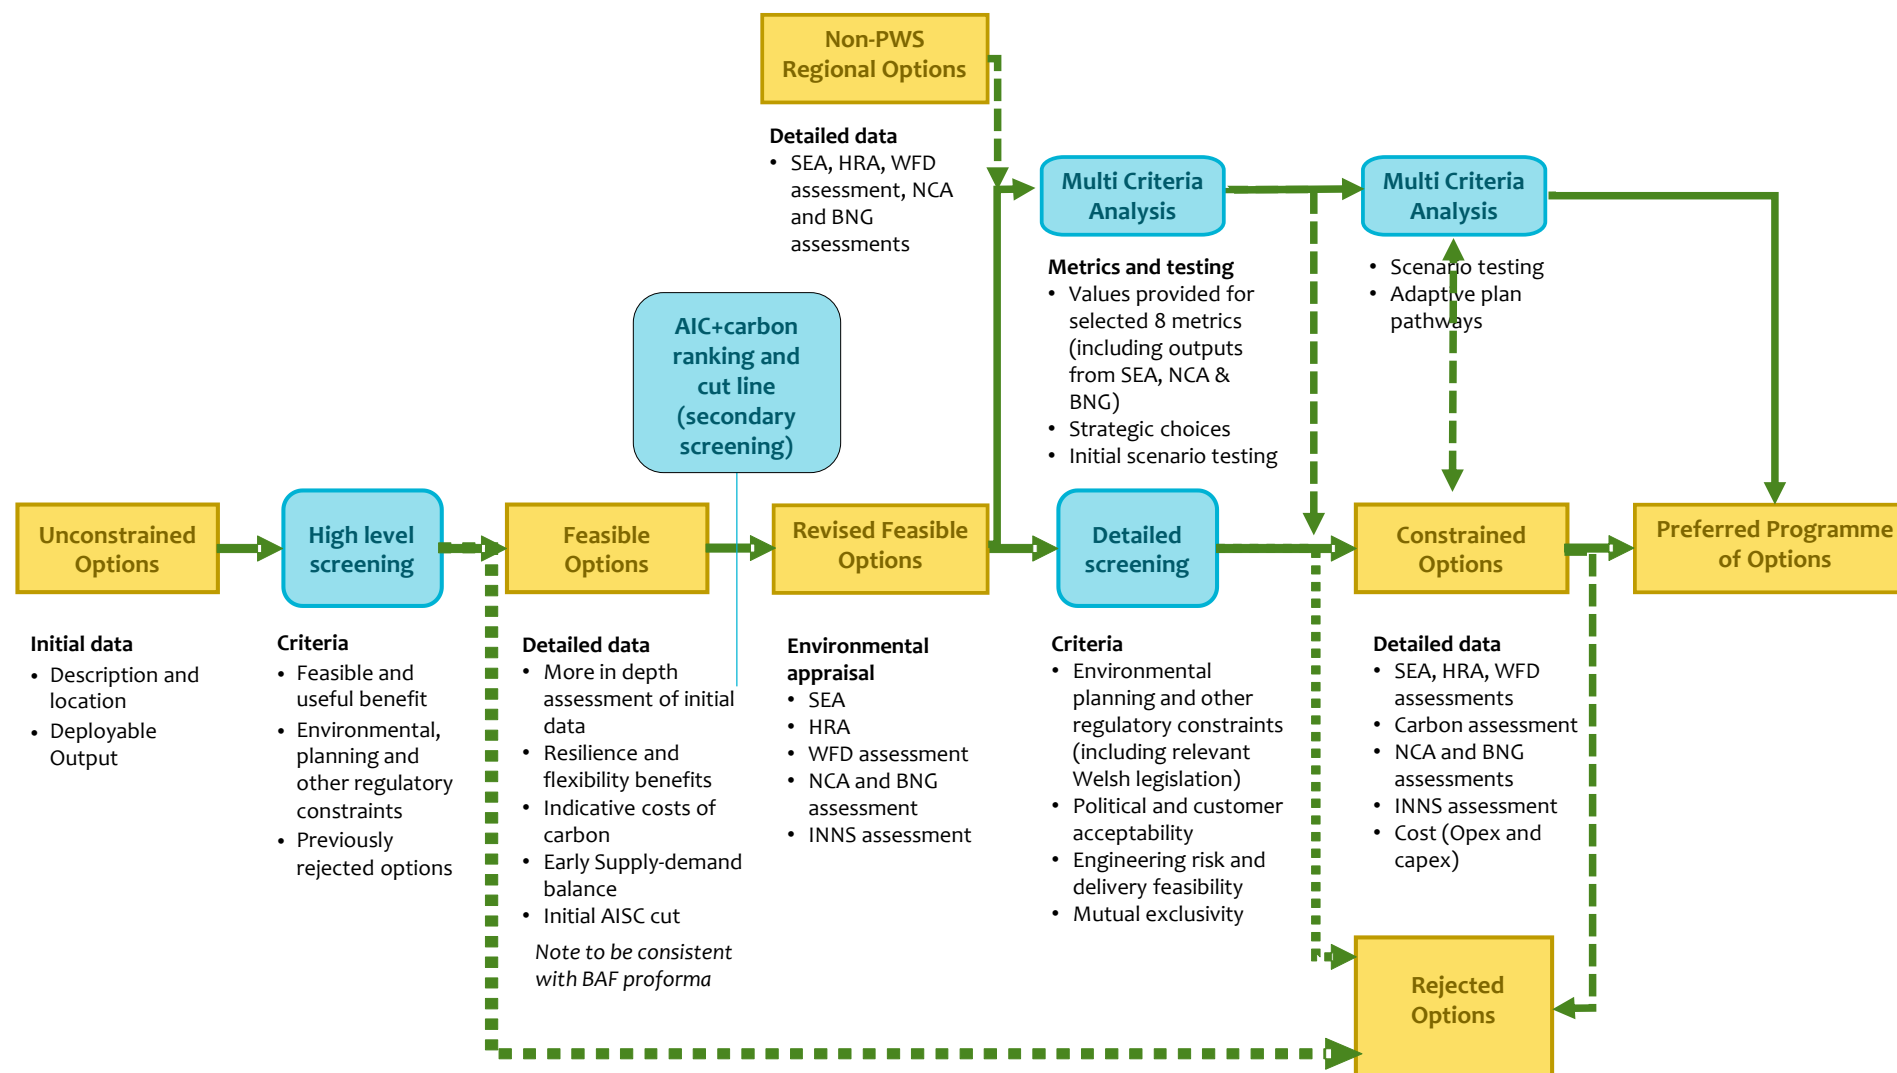 Non-PWS
Regional Options
Detailed data
• SEA, HRA, WFD
assessment, NCA
and BNG
assessments
Multi Criteria
Analysis
Metrics and testing
• Values provided for
selected 8 metrics
(including outputs
from SEA, NCA &
BNG)
• Strategic choices
• Initial scenario testing
Multi Criteria
Analysis
• Scenario testing
• Adaptive plan
pathways
AIC+carbon
ranking and
cut line
(secondary
screening)
Unconstrained
Options
High level
screening
Feasible
Options
Revised Feasible
Options
Detailed
screening
Constrained
Options
Preferred Programme
of Options
Initial data
• Description and
location
• Deployable
Output
Criteria
• Feasible and
useful benefit
• Environmental,
planning and
other regulatory
constraints
• Previously
rejected options
Detailed data
• More in depth
assessment of initial
data
• Resilience and
flexibility benefits
• Indicative costs of
carbon
• Early Supply-demand
balance
• Initial AISC cut
Note to be consistent
with BAF proforma
Environmental
appraisal
• SEA
• HRA
• WFD assessment
• NCA and BNG
assessment
• INNS assessment
Criteria
• Environmental
planning and other
regulatory constraints
(including relevant
Welsh legislation)
• Political and customer
acceptability
• Engineering risk and
delivery feasibility
• Mutual exclusivity
Detailed data
• SEA, HRA, WFD
assessments
• Carbon assessment
• NCA and BNG
assessments
• INNS assessment
• Cost (Opex and
capex)
Rejected
Options